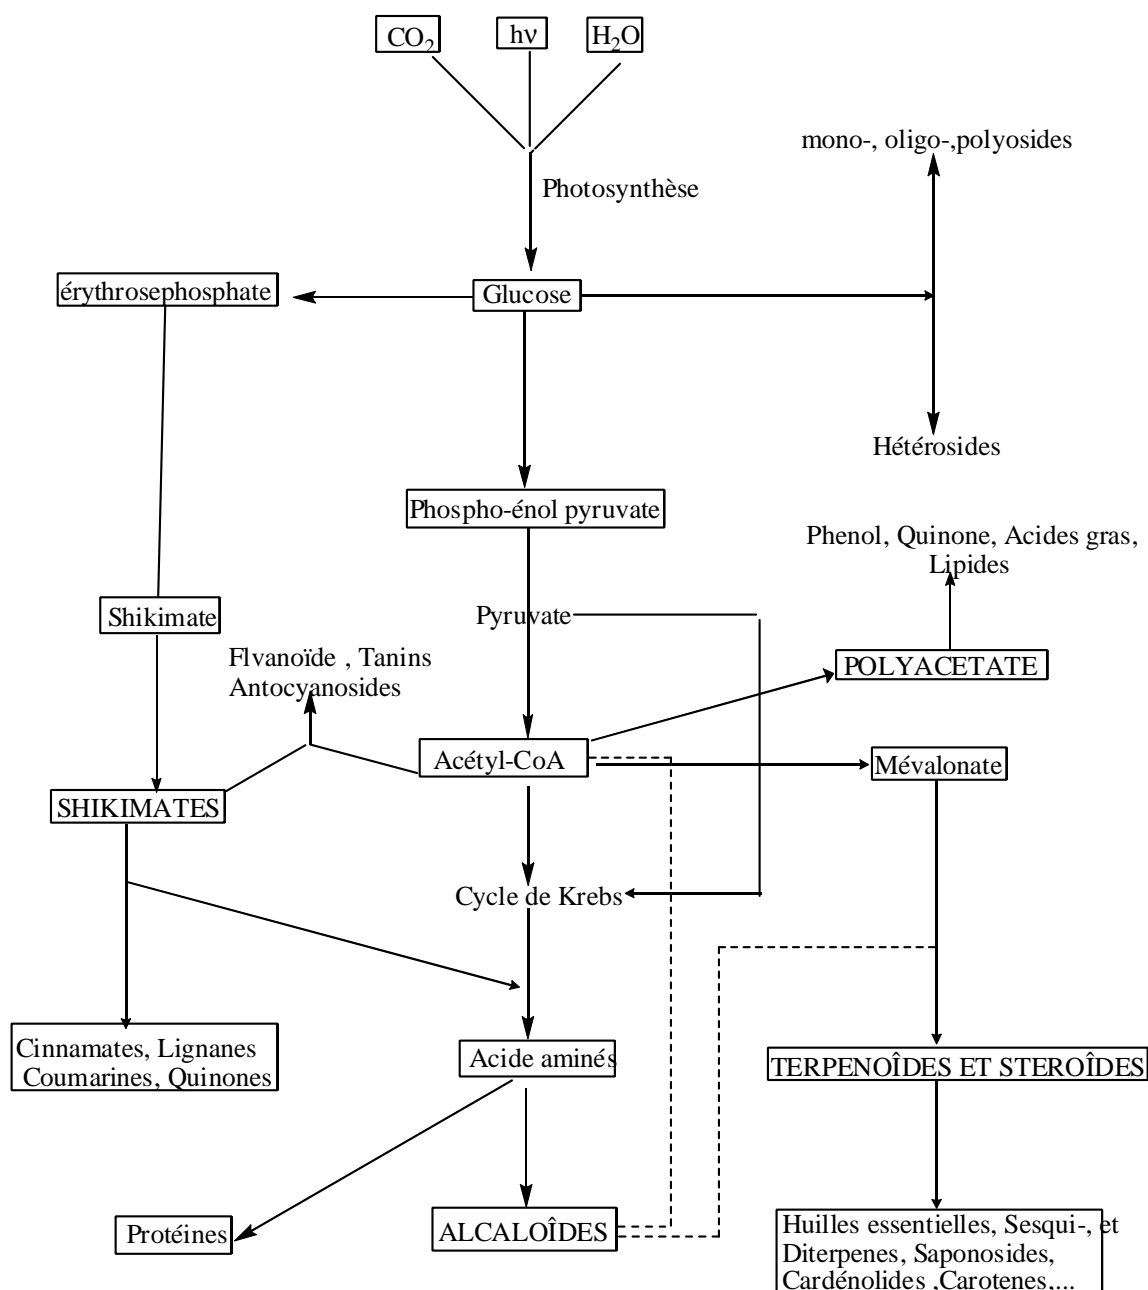 CO2
hν
H2O
mono-, oligo-,polyosides
Photosynthèse
érythrosephosphate
Glucose
Hétérosides
Phospho-énol pyruvate
Phenol, Quinone, Acides gras,
Lipides
Shikimate
Pyruvate
Flvanoïde , Tanins
Antocyanosides
POLYACETATE
Acétyl-CoA
Mévalonate
SHIKIMATES
Cycle de Krebs
Cinnamates, Lignanes
Coumarines, Quinones
Acide aminés
TERPENOÎDES ET STEROÎDES
Protéines
ALCALOÎDES
Huilles essentielles, Sesqui-, et
Diterpenes, Saponosides,
Cardénolides ,Carotenes,...